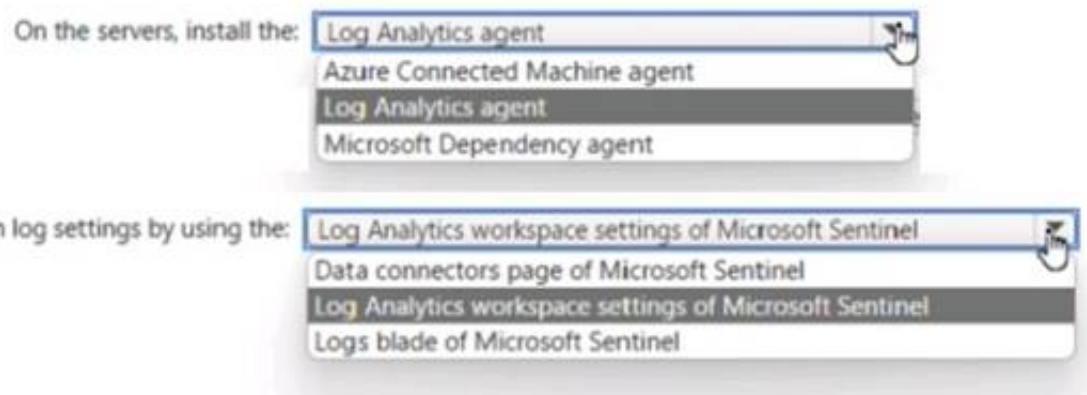 On the servers, install the: Log Analytics agent
Azure Connected Machine agent
Log Analytics agent
Microsoft Dependency agent
log settings by using the: Log Analytics workspace settings of Microsoft Sentinel
Data connectors page of Microsoft Sentinel
Log Analytics workspace settings of Microsoft Sentinel
Logs blade of Microsoft Sentinel